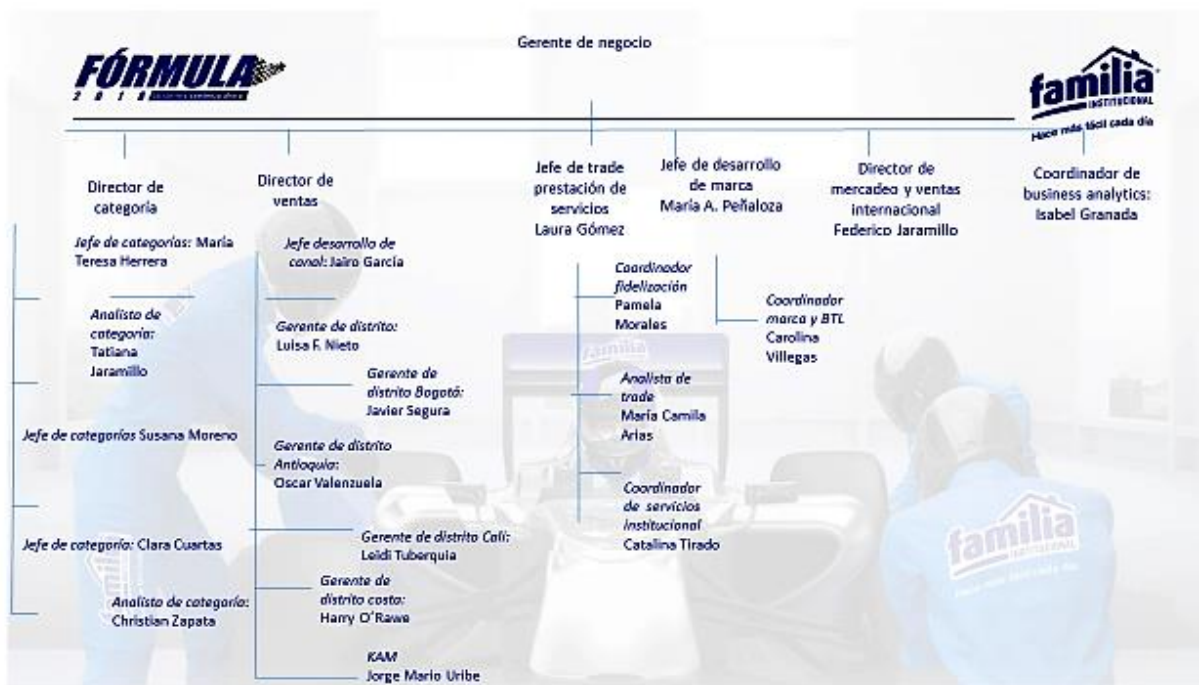 Gerente de negocio
FÓRMULA
familia
INSTITUCIONAL
Hace más fácil cada día
Director de
categoría
Director de
ventas
Jefe de trade
prestación de
servicios
Laura Gómez
Jefe de desarrollo
de marca
María A. Peñaloza
Director de
mercadeo y ventas
internacional
Federico Jaramillo
Coordinador de
business analytics:
Isabel Granada
Jefe de categorías: María
Teresa Herrera
Analista de
categoría:
Tatiana
Jaramillo
Jefe de categorías Susana Moreno
Jefe de categoría: Clara Cuartas
Analista de categoría:
Christian Zapata
Jefe desarrollo de
canal: Jairo García
Gerente de distrito:
Luisa F. Nieto
Gerente de
distrito Bogotá:
Javier Segura
Gerente de distrito
Antioquia:
Oscar Valenzuela
Gerente de distrito Cali:
Leidi Tuberquia
Gerente de
distrito costa:
Harry O´Rawe
KAM
Jorge Mario Uribe
Coordinador
fidelización
Pamela
Morales
Analista de
trade
María Camila
Arias
Coordinador
de servicios
institucional
Catalina Tirado
Coordinador
marca y BTL
Carolina
Villegas
familia
familia
familia
INSTITUCIONAL